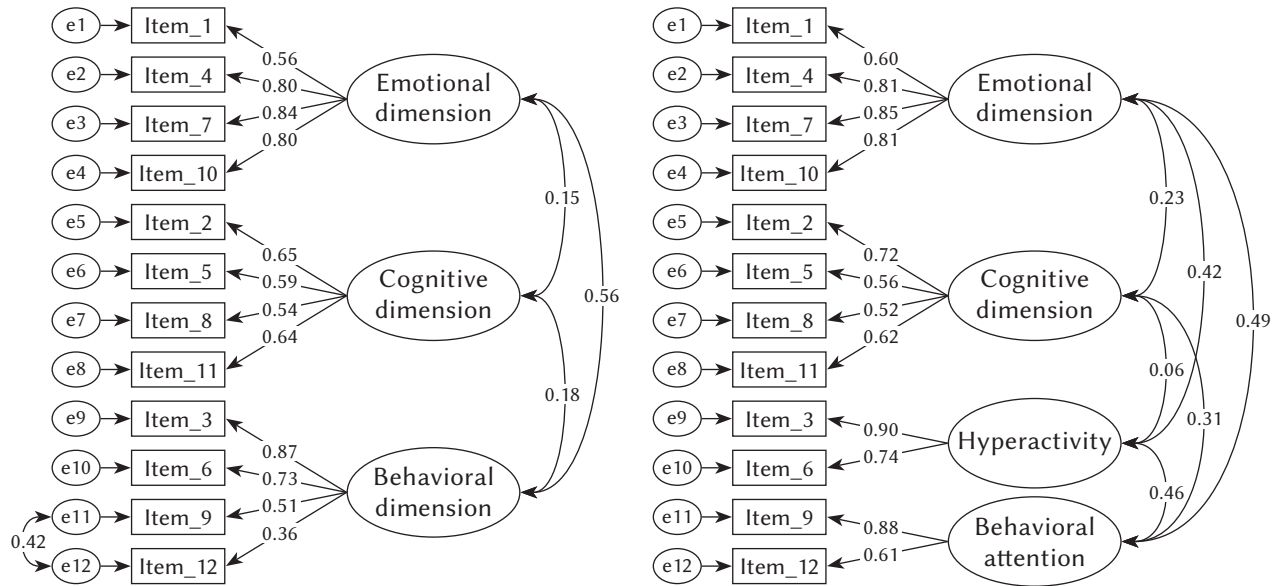 e1
Item_1
0.56
e2
Item_4
0.80
e3
Item_7
0.84
e4
Item_10
0.80
Emotional
dimension
0.15
e5
Item_2
0.65
e6
Item_5
0.59
e7
Item_8
0.54
e8
Item_11
0.64
Cognitive
dimension
0.56
0.18
e9
Item_3
0.87
e10
Item_6
0.73
e11
Item_9
0.51
e12
Item_12
0.36
0.42
Behavioral
dimension
e1
Item_1
0.60
e2
Item_4
0.81
e3
Item_7
0.85
e4
Item_10
0.81
Emotional
dimension
0.23
e5
Item_2
0.72
e6
Item_5
0.56
e7
Item_8
0.52
e8
Item_11
0.62
Cognitive
dimension
0.42
0.49
0.06
0.31
e9
Item_3
0.90
e10
Item_6
0.74
Hyperactivity
0.46
e11
Item_9
0.88
e12
Item_12
0.61
Behavioral
attention